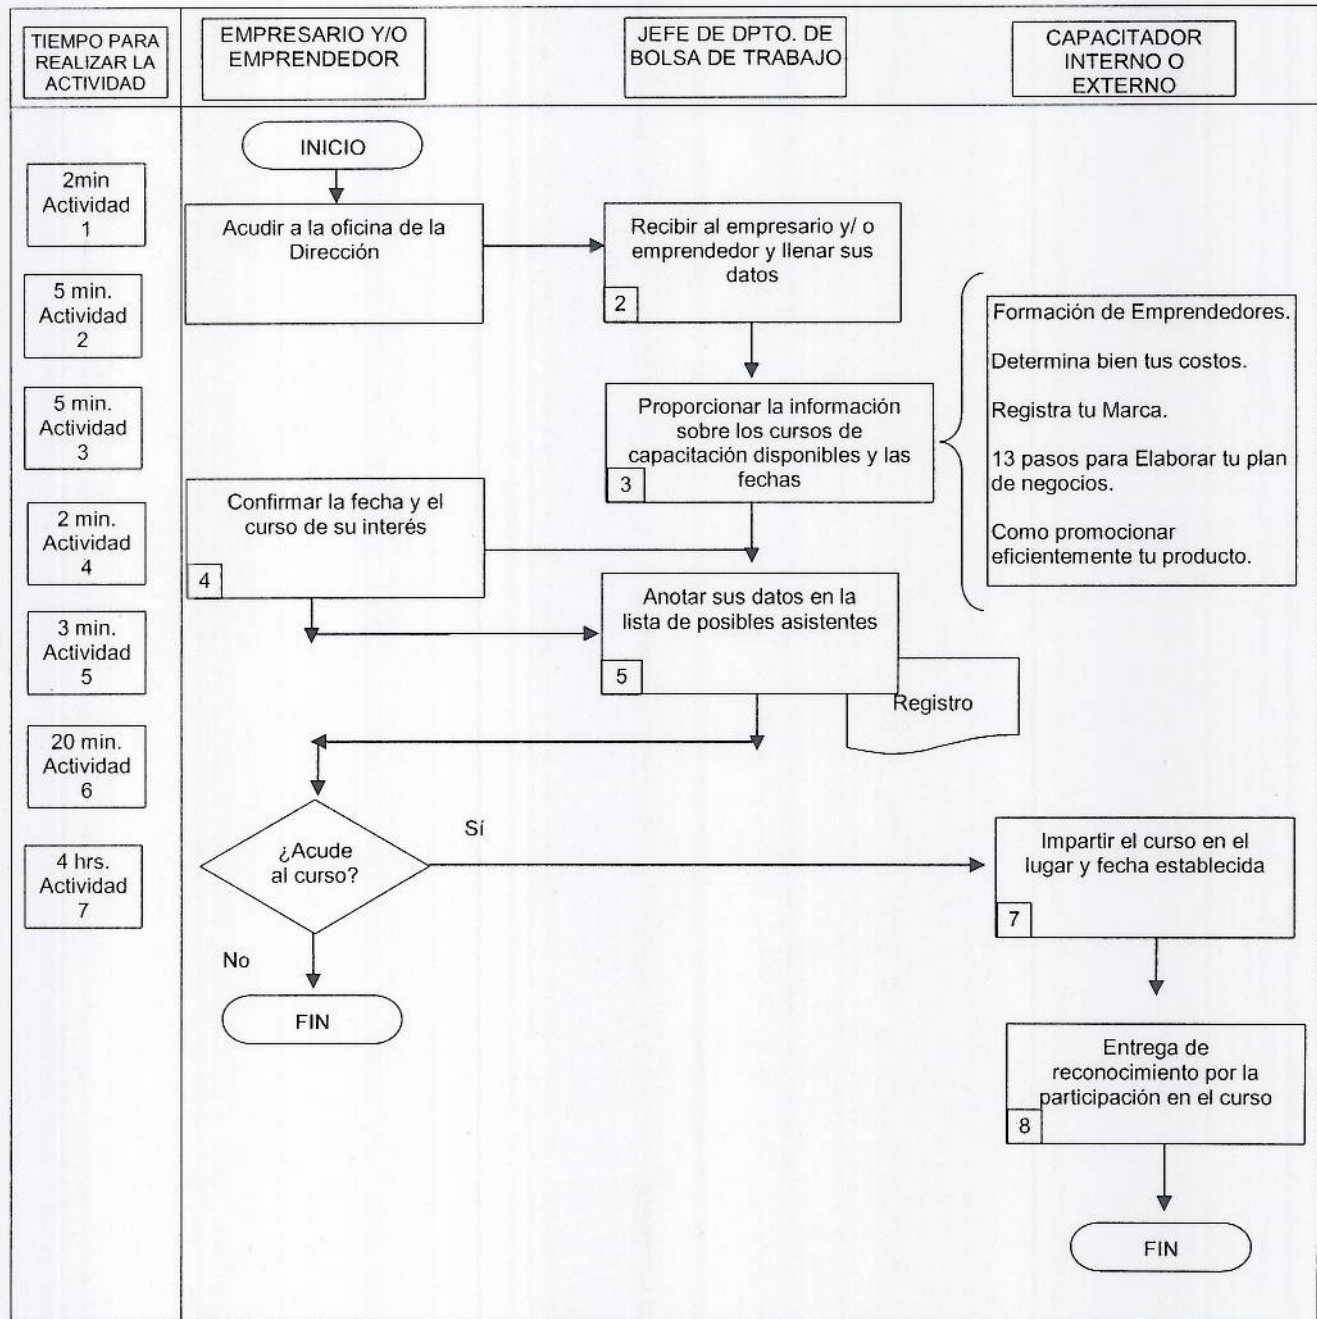 TIEMPO PARA
REALIZAR LA
ACTIVIDAD
EMPRESARIO Y/O
EMPRENDEDOR
JEFE DE DPTO. DE
BOLSA DE TRABAJO
CAPACITADOR
INTERNO O
EXTERNO
INICIO
2min
Actividad
1
Acudir a la oficina de la
Dirección
Recibir al empresario y/ o
emprendedor y llenar sus
datos
2
5 min.
Actividad
2
Formación de Emprendedores.
Determina bien tus costos.
Registra tu Marca.
13 pasos para Elaborar tu plan
de negocios.
Como promocionar
eficientemente tu producto.
5 min.
Actividad
3
Proporcionar la información
sobre los cursos de
capacitación disponibles y las
fechas
3
2 min.
Actividad
4
Confirmar la fecha y el
curso de su interés
4
3 min.
Actividad
5
Anotar sus datos en la
lista de posibles asistentes
5
Registro
20 min.
Actividad
6
¿Acude
al curso?
Sí
No
FIN
4 hrs.
Actividad
7
Impartir el curso en el
lugar y fecha establecida
7
Entrega de
reconocimiento por la
participación en el curso
8
FIN